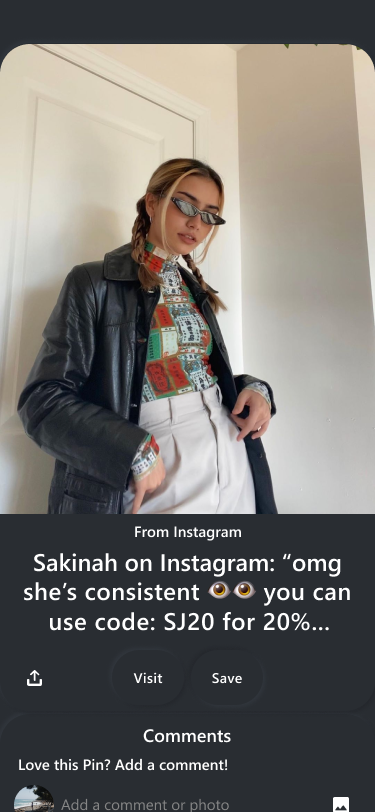 From Instagram
Sakinah on Instagram: “omg
she’s consistent 👁️👁️ you can
use code: SJ20 for 20%...
Visit
Save
Comments
Love this Pin? Add a comment!
Add a comment or photo